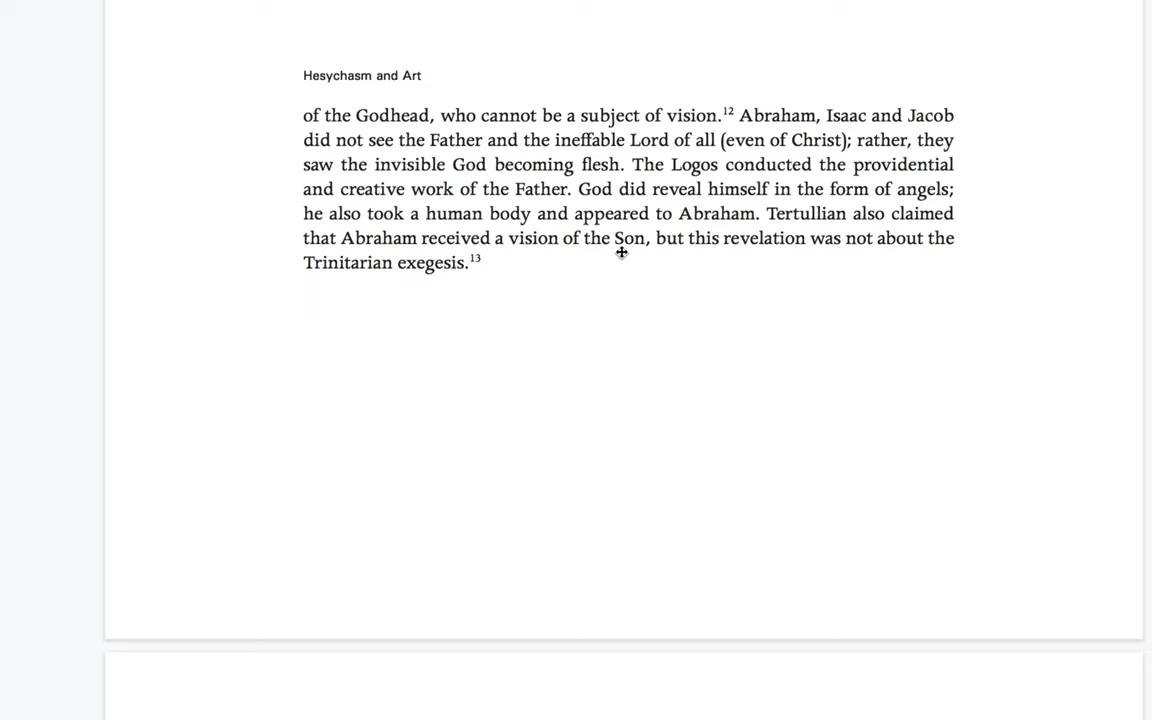 Hesychasm and Art
of the Godhead, who cannot be a subject of vision.12 Abraham, Isaac and Jacob
did not see the Father and the ineffable Lord of all (even of Christ); rather, they
saw the invisible God becoming flesh. The Logos conducted the providential
and creative work of the Father. God did reveal himself in the form of angels;
he also took a human body and appeared to Abraham. Tertullian also claimed
that Abraham received a vision of the Son, but this revelation was not about the
Trinitarian exegesis.13